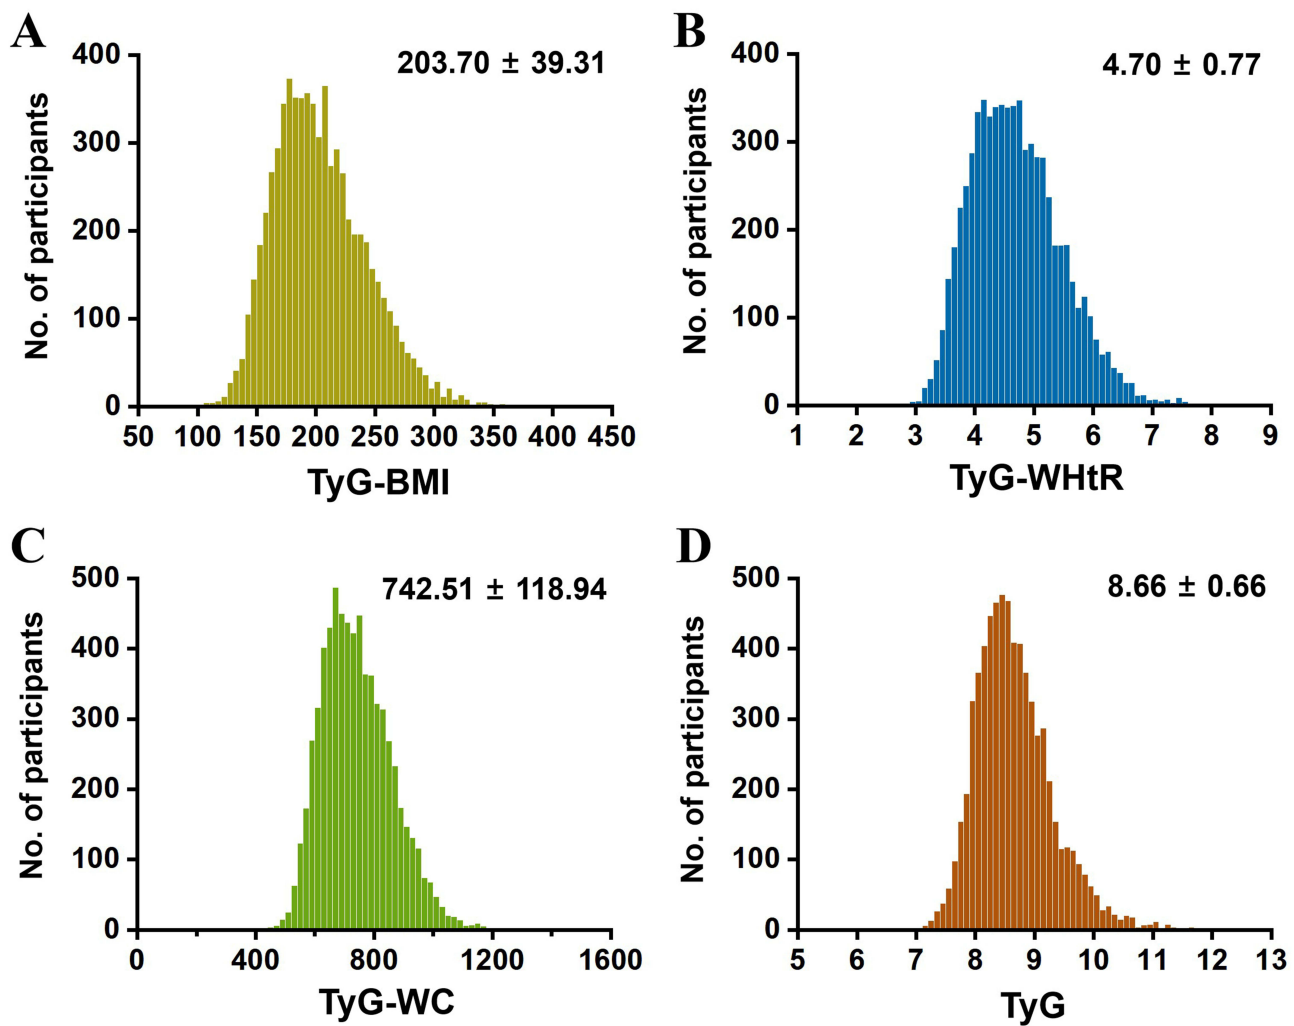 A
203.70 ± 39.31
No. of participants
400
300
200
100
0
50 100 150 200 250 300 350 400 450
TyG-BMI
B
4.70 ± 0.77
No. of participants
400
300
200
100
0
1 2 3 4 5 6 7 8 9
TyG-WHtR
C
742.51 ± 118.94
No. of participants
500
400
300
200
100
0
0 400 800 1200 1600
TyG-WC
D
8.66 ± 0.66
No. of participants
500
400
300
200
100
0
5 6 7 8 9 10 11 12 13
TyG